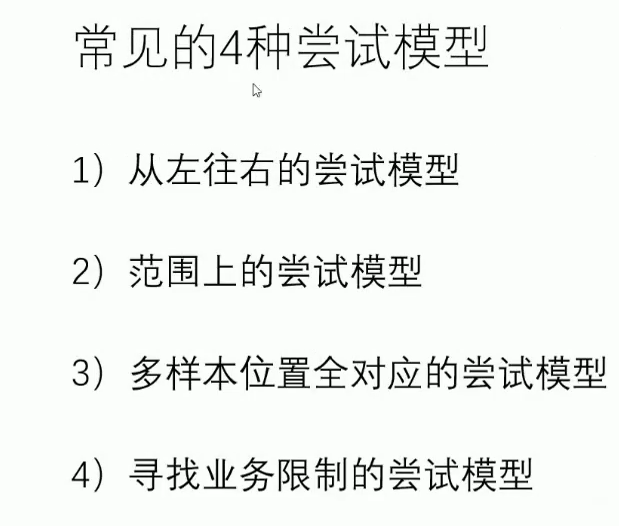 常见的4种尝试模型
1）从左往右的尝试模型
2）范围上的尝试模型
3）多样本位置全对应的尝试模型
4）寻找业务限制的尝试模型